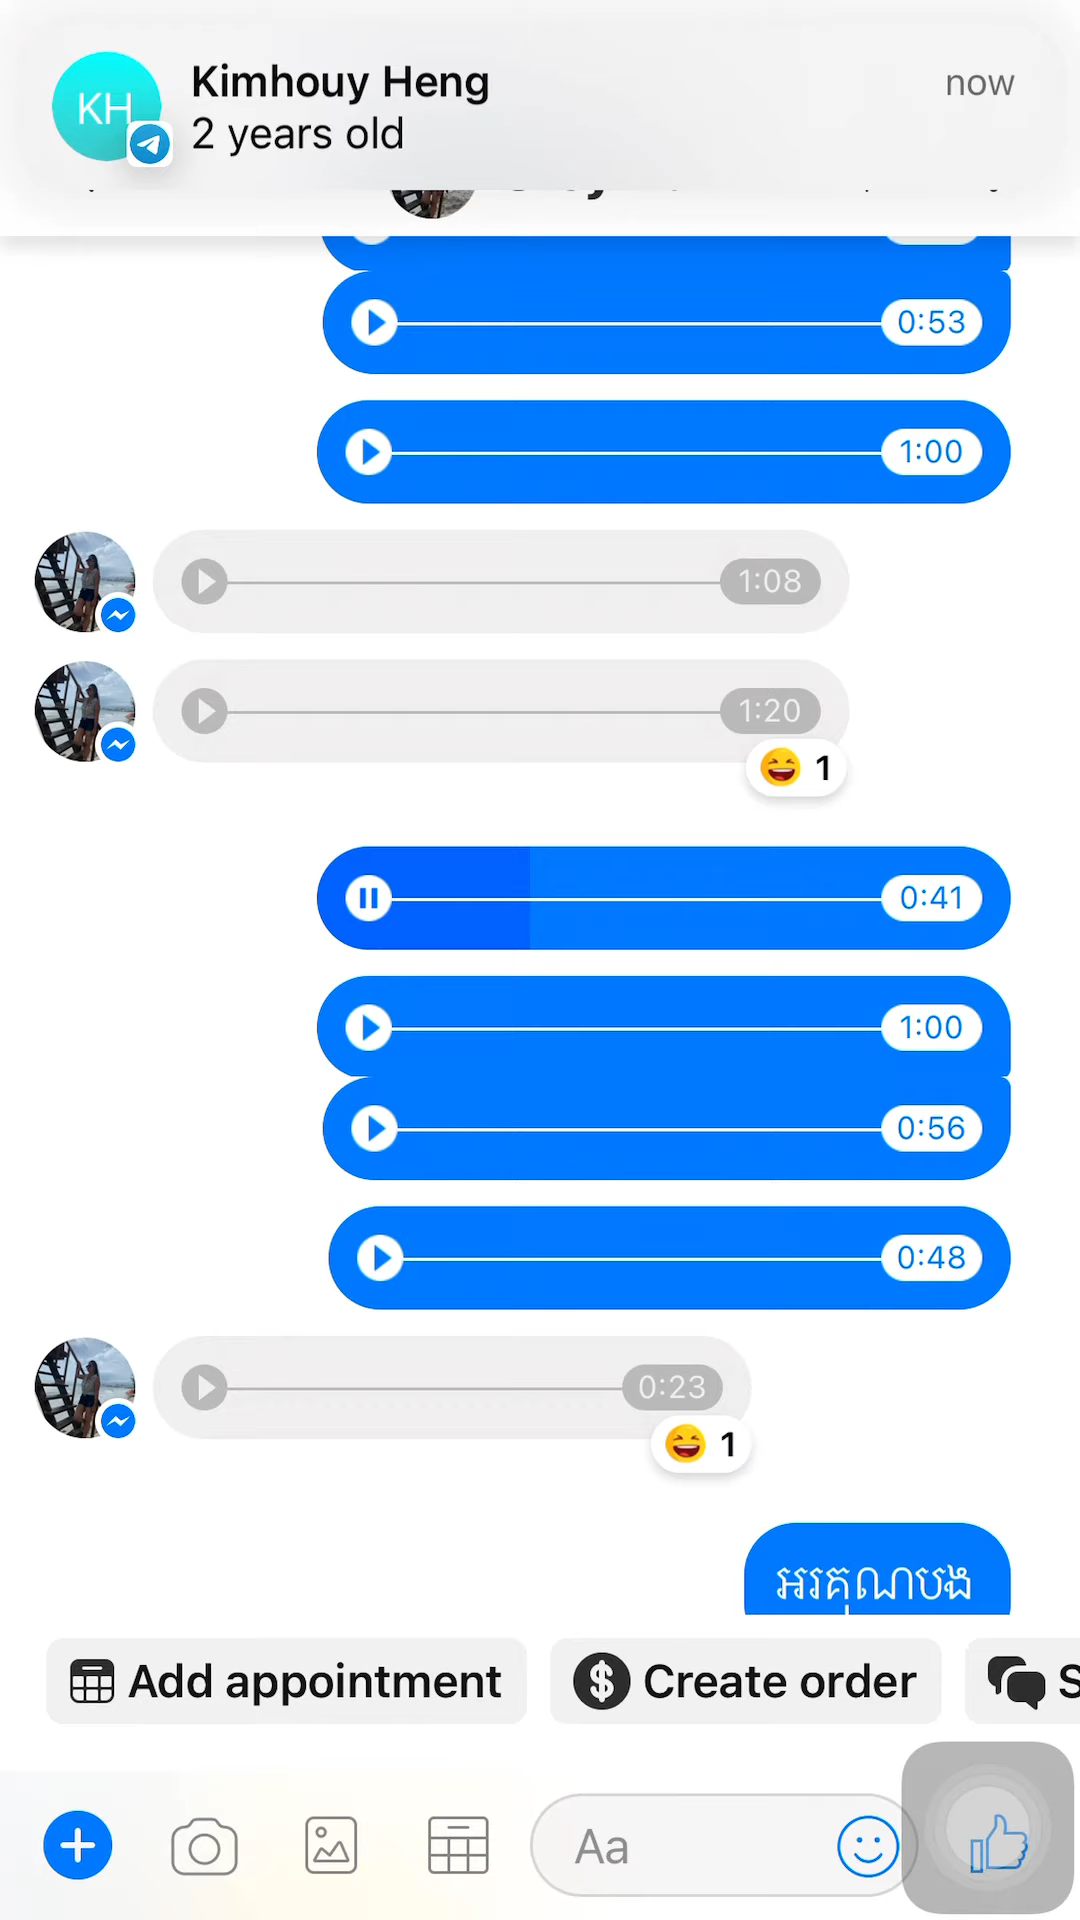 KH
Kimhouy Heng
now
2 years old
0:53
1:00
1:08
1:20
1
0:41
1:00
0:56
0:48
0:23
1
អរគុណបង
Add appointment
Create order
S
Aa